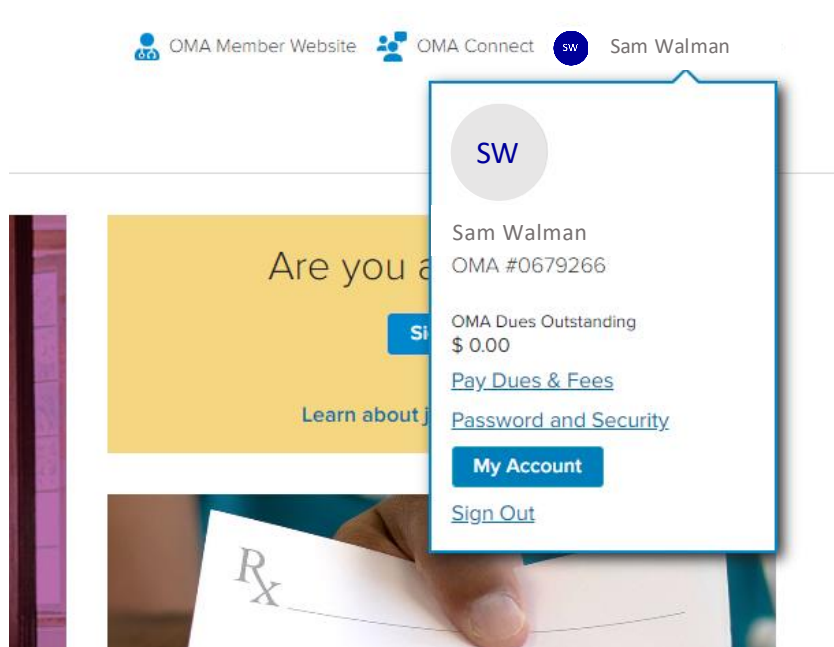 OMA Member Website OMA Connect SW Sam Walman
SW
Sam Walman
OMA #0679266
OMA Dues Outstanding
$ 0.00
Pay Dues & Fees
Password and Security
My Account
Sign Out
Are you a
Si
Learn about j
Rx